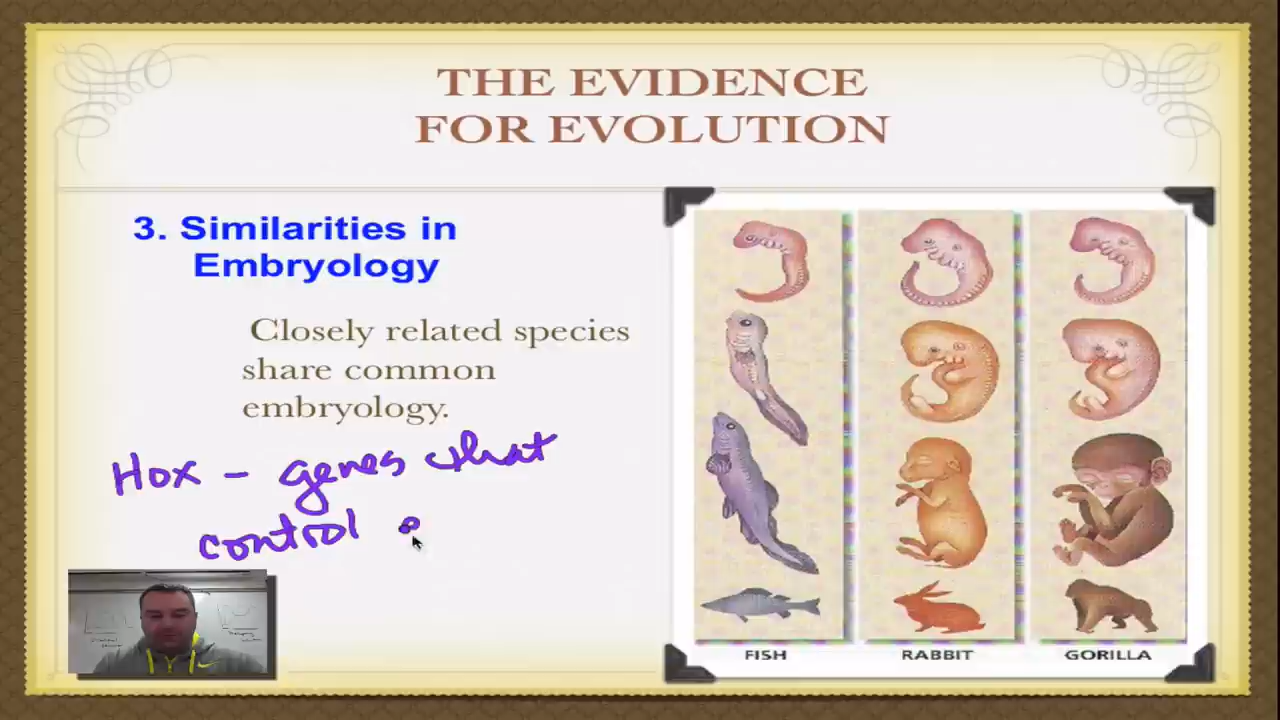 THE EVIDENCE
FOR EVOLUTION
3. Similarities in
Embryology
Closely related species
share common
embryology.
Hox - genes that
control
FISH RABBIT GORILLA